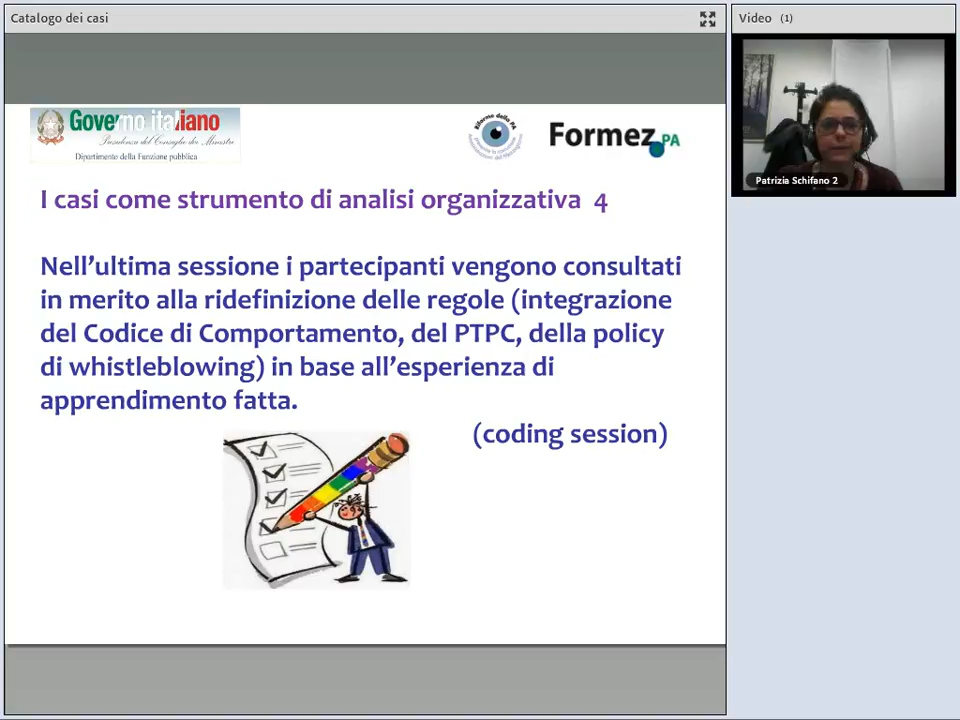 Catalogo dei casi
Video (1)
Governo italiano
Presidenza del Consiglio dei Ministri
Dipartimento della Funzione pubblica
Riforma della PA
Formez PA
Patrizia Schifano 2
I casi come strumento di analisi organizzativa 4
Nell’ultima sessione i partecipanti vengono consultati
in merito alla ridefinizione delle regole (integrazione
del Codice di Comportamento, del PTPC, della policy
di whistleblowing) in base all’esperienza di
apprendimento fatta.
(coding session)